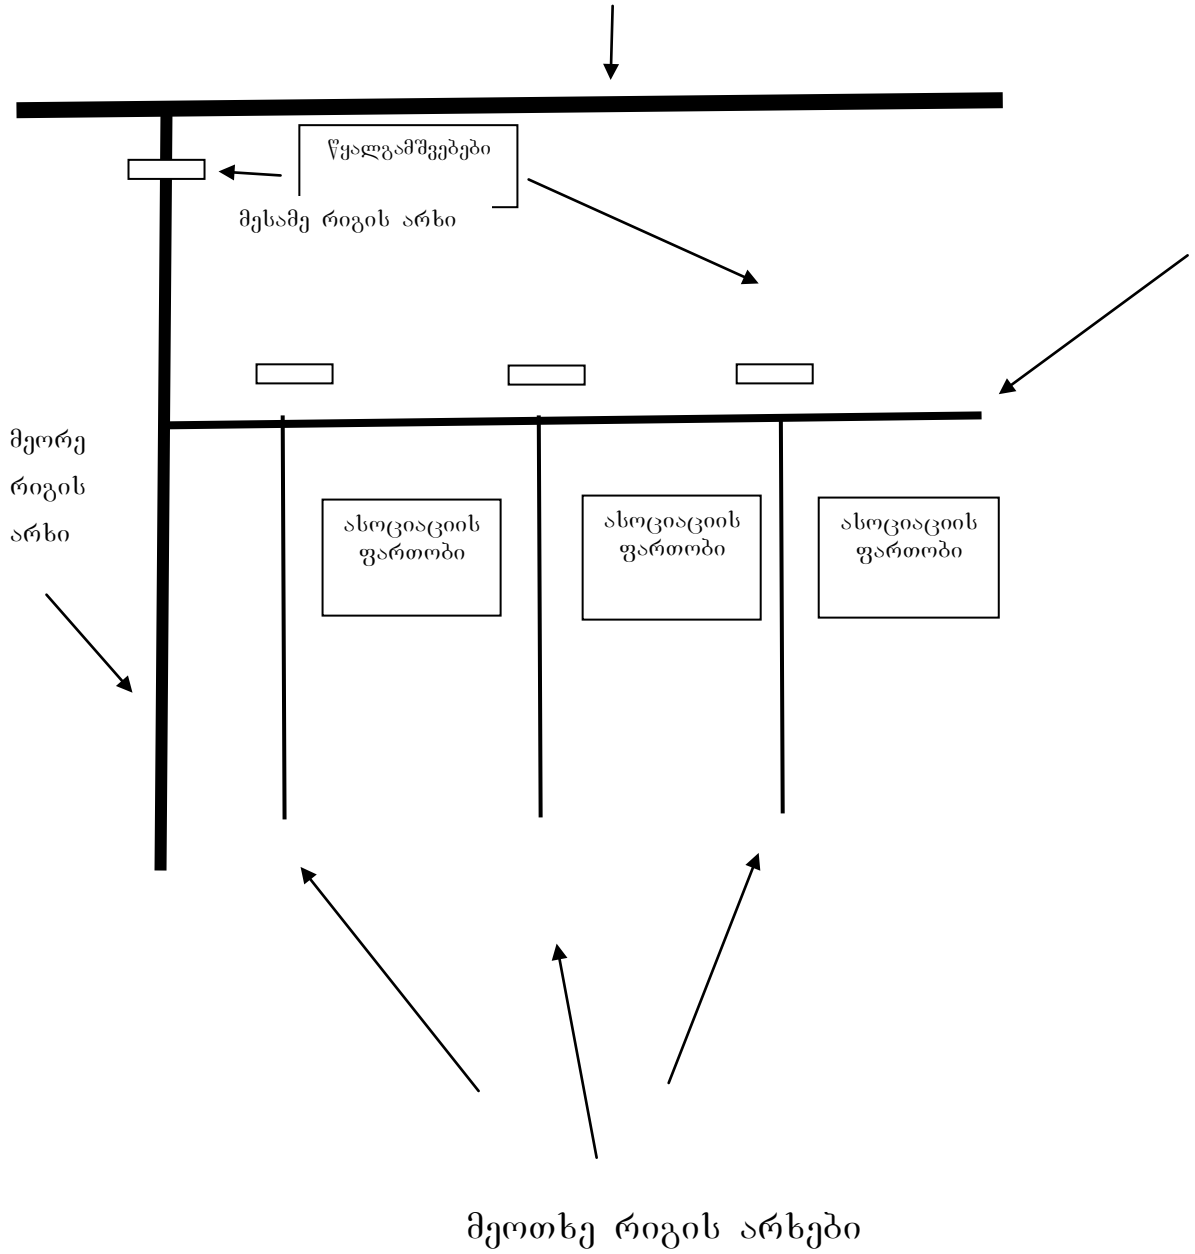 წყალგამშვებები
მესამე რიგის არხი
მეორე
რიგის
არხი
ასოციაციის
ფართობი
ასოციაციის
ფართობი
ასოციაციის
ფართობი
მეოთხე რიგის არხები